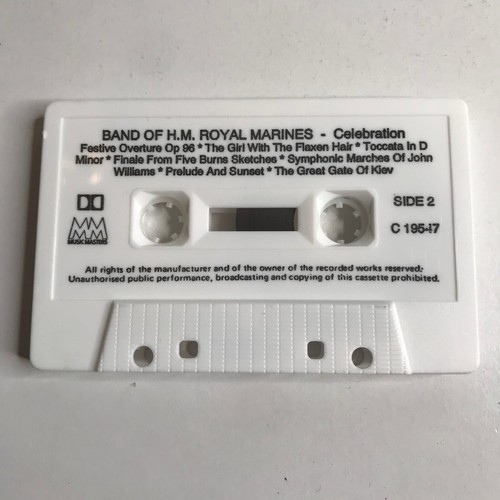 BAND OF H.M. ROYAL MARINES - Celebration
Festive Overture Op 96 * The Girl With The Flaxen Hair * Toccata In D
Minor * Finale From Five Burns Sketches * Symphonic Marches Of John
Williams * Prelude And Sunset * The Great Gate Of Kiev
SIDE 2
MM
MUSIC MASTERS
C 195-17
All rights of the manufacturer and of the owner of the recorded works reserved.
Unauthorised public performance, broadcasting and copying of this cassette prohibited.